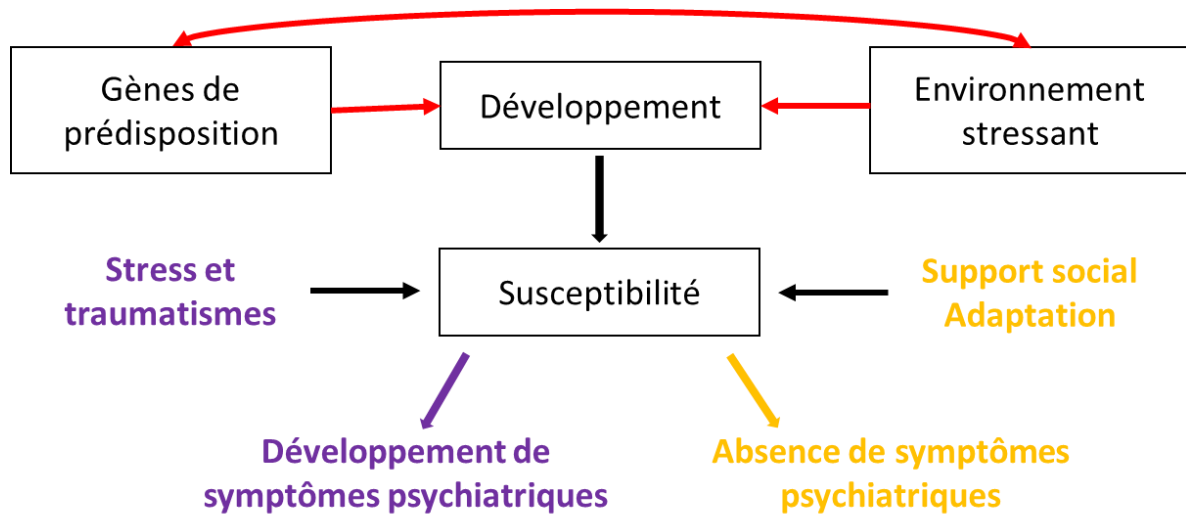 Gènes de
prédisposition
Développement
Environnement
stressant
Stress et
traumatismes
Susceptibilité
Support social
Adaptation
Développement de
symptômes psychiatriques
Absence de symptômes
psychiatriques